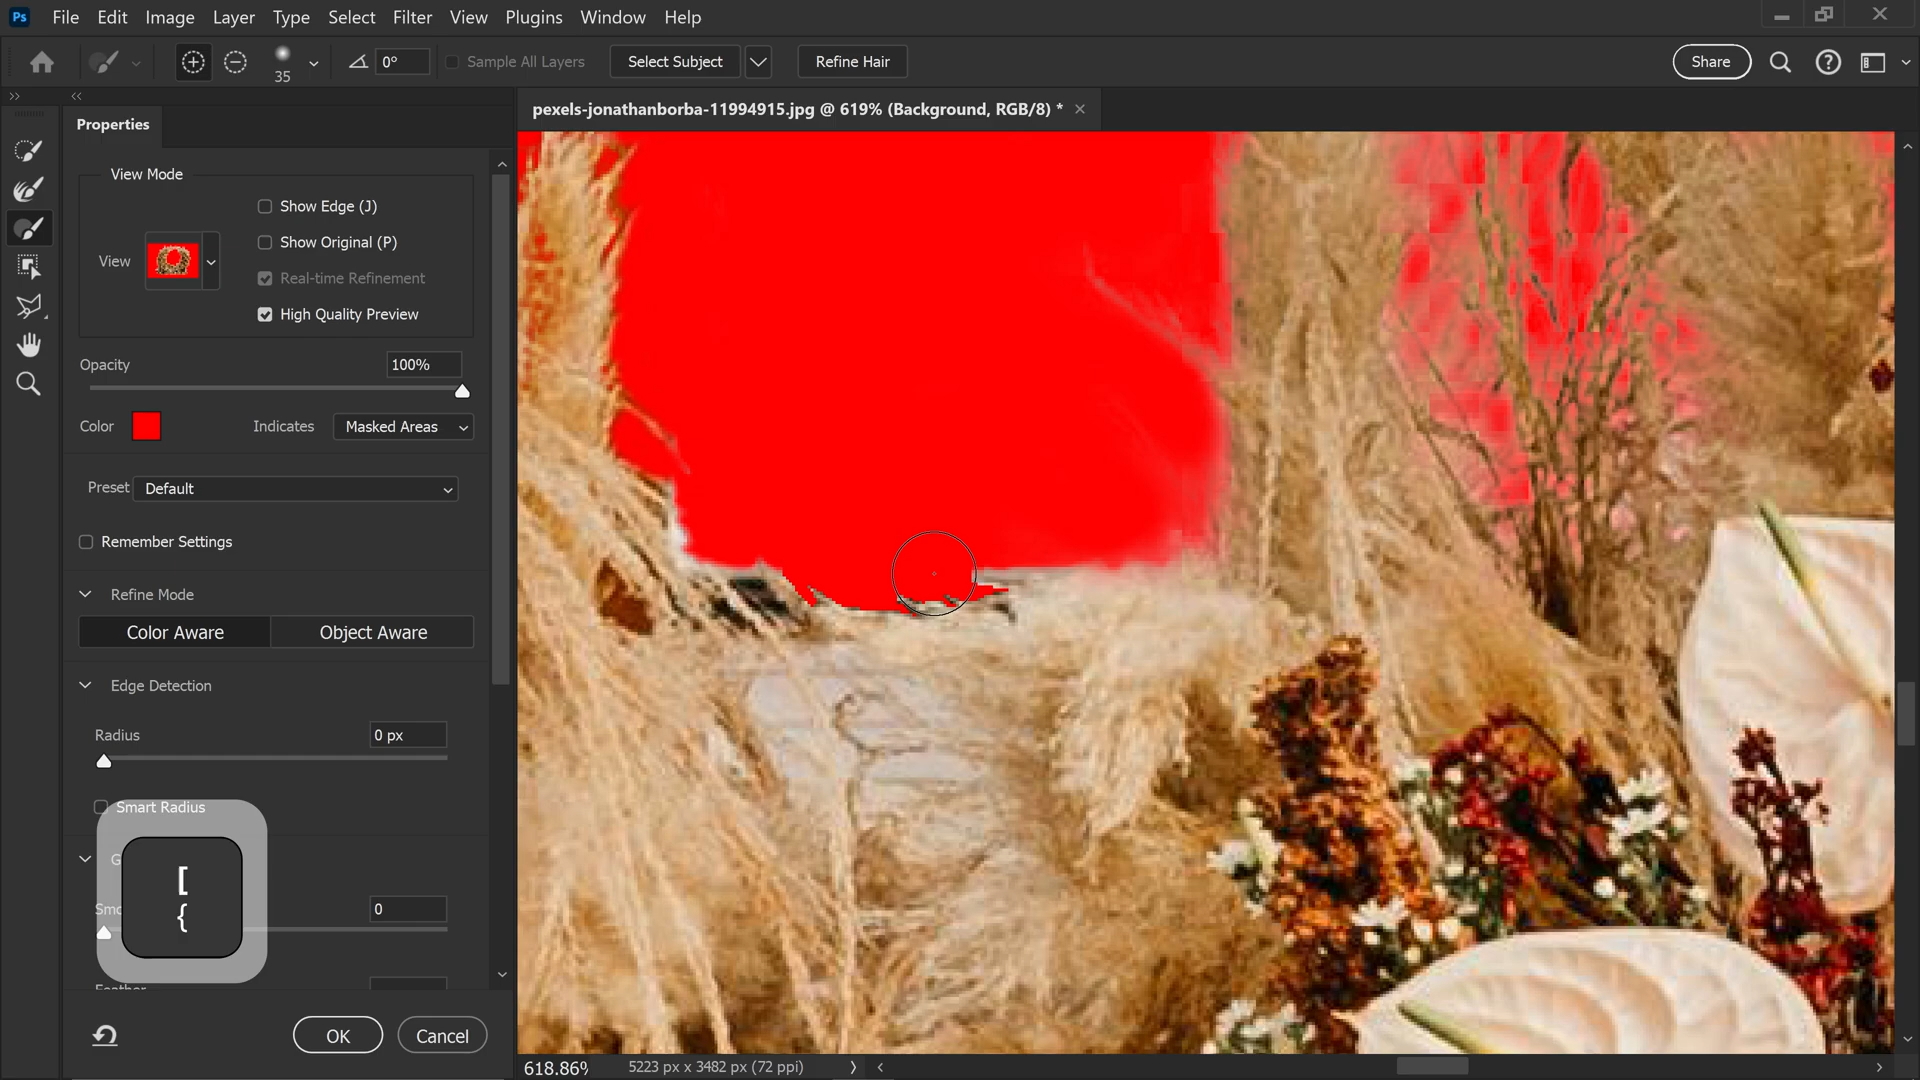 Ps File Edit Image Layer Select Type Filter View Plugins Window Help
35 0° Sample All Layers Select Subject Refine Hair Share
Properties
pexels-jonathanborba-11994915.jpg @ 619% (Background, RGB/8) * ×
View Mode
Show Edge (J)
Show Original (P)
View
Real-time Refinement
High Quality Preview
Opacity 100%
Color Indicates Masked Areas
Preset Default
Remember Settings
Refine Mode
Color Aware Object Aware
Edge Detection
Radius 0 px
Smart Radius
[
{
0
OK Cancel
618.86% 5223 px x 3482 px (72 ppi)